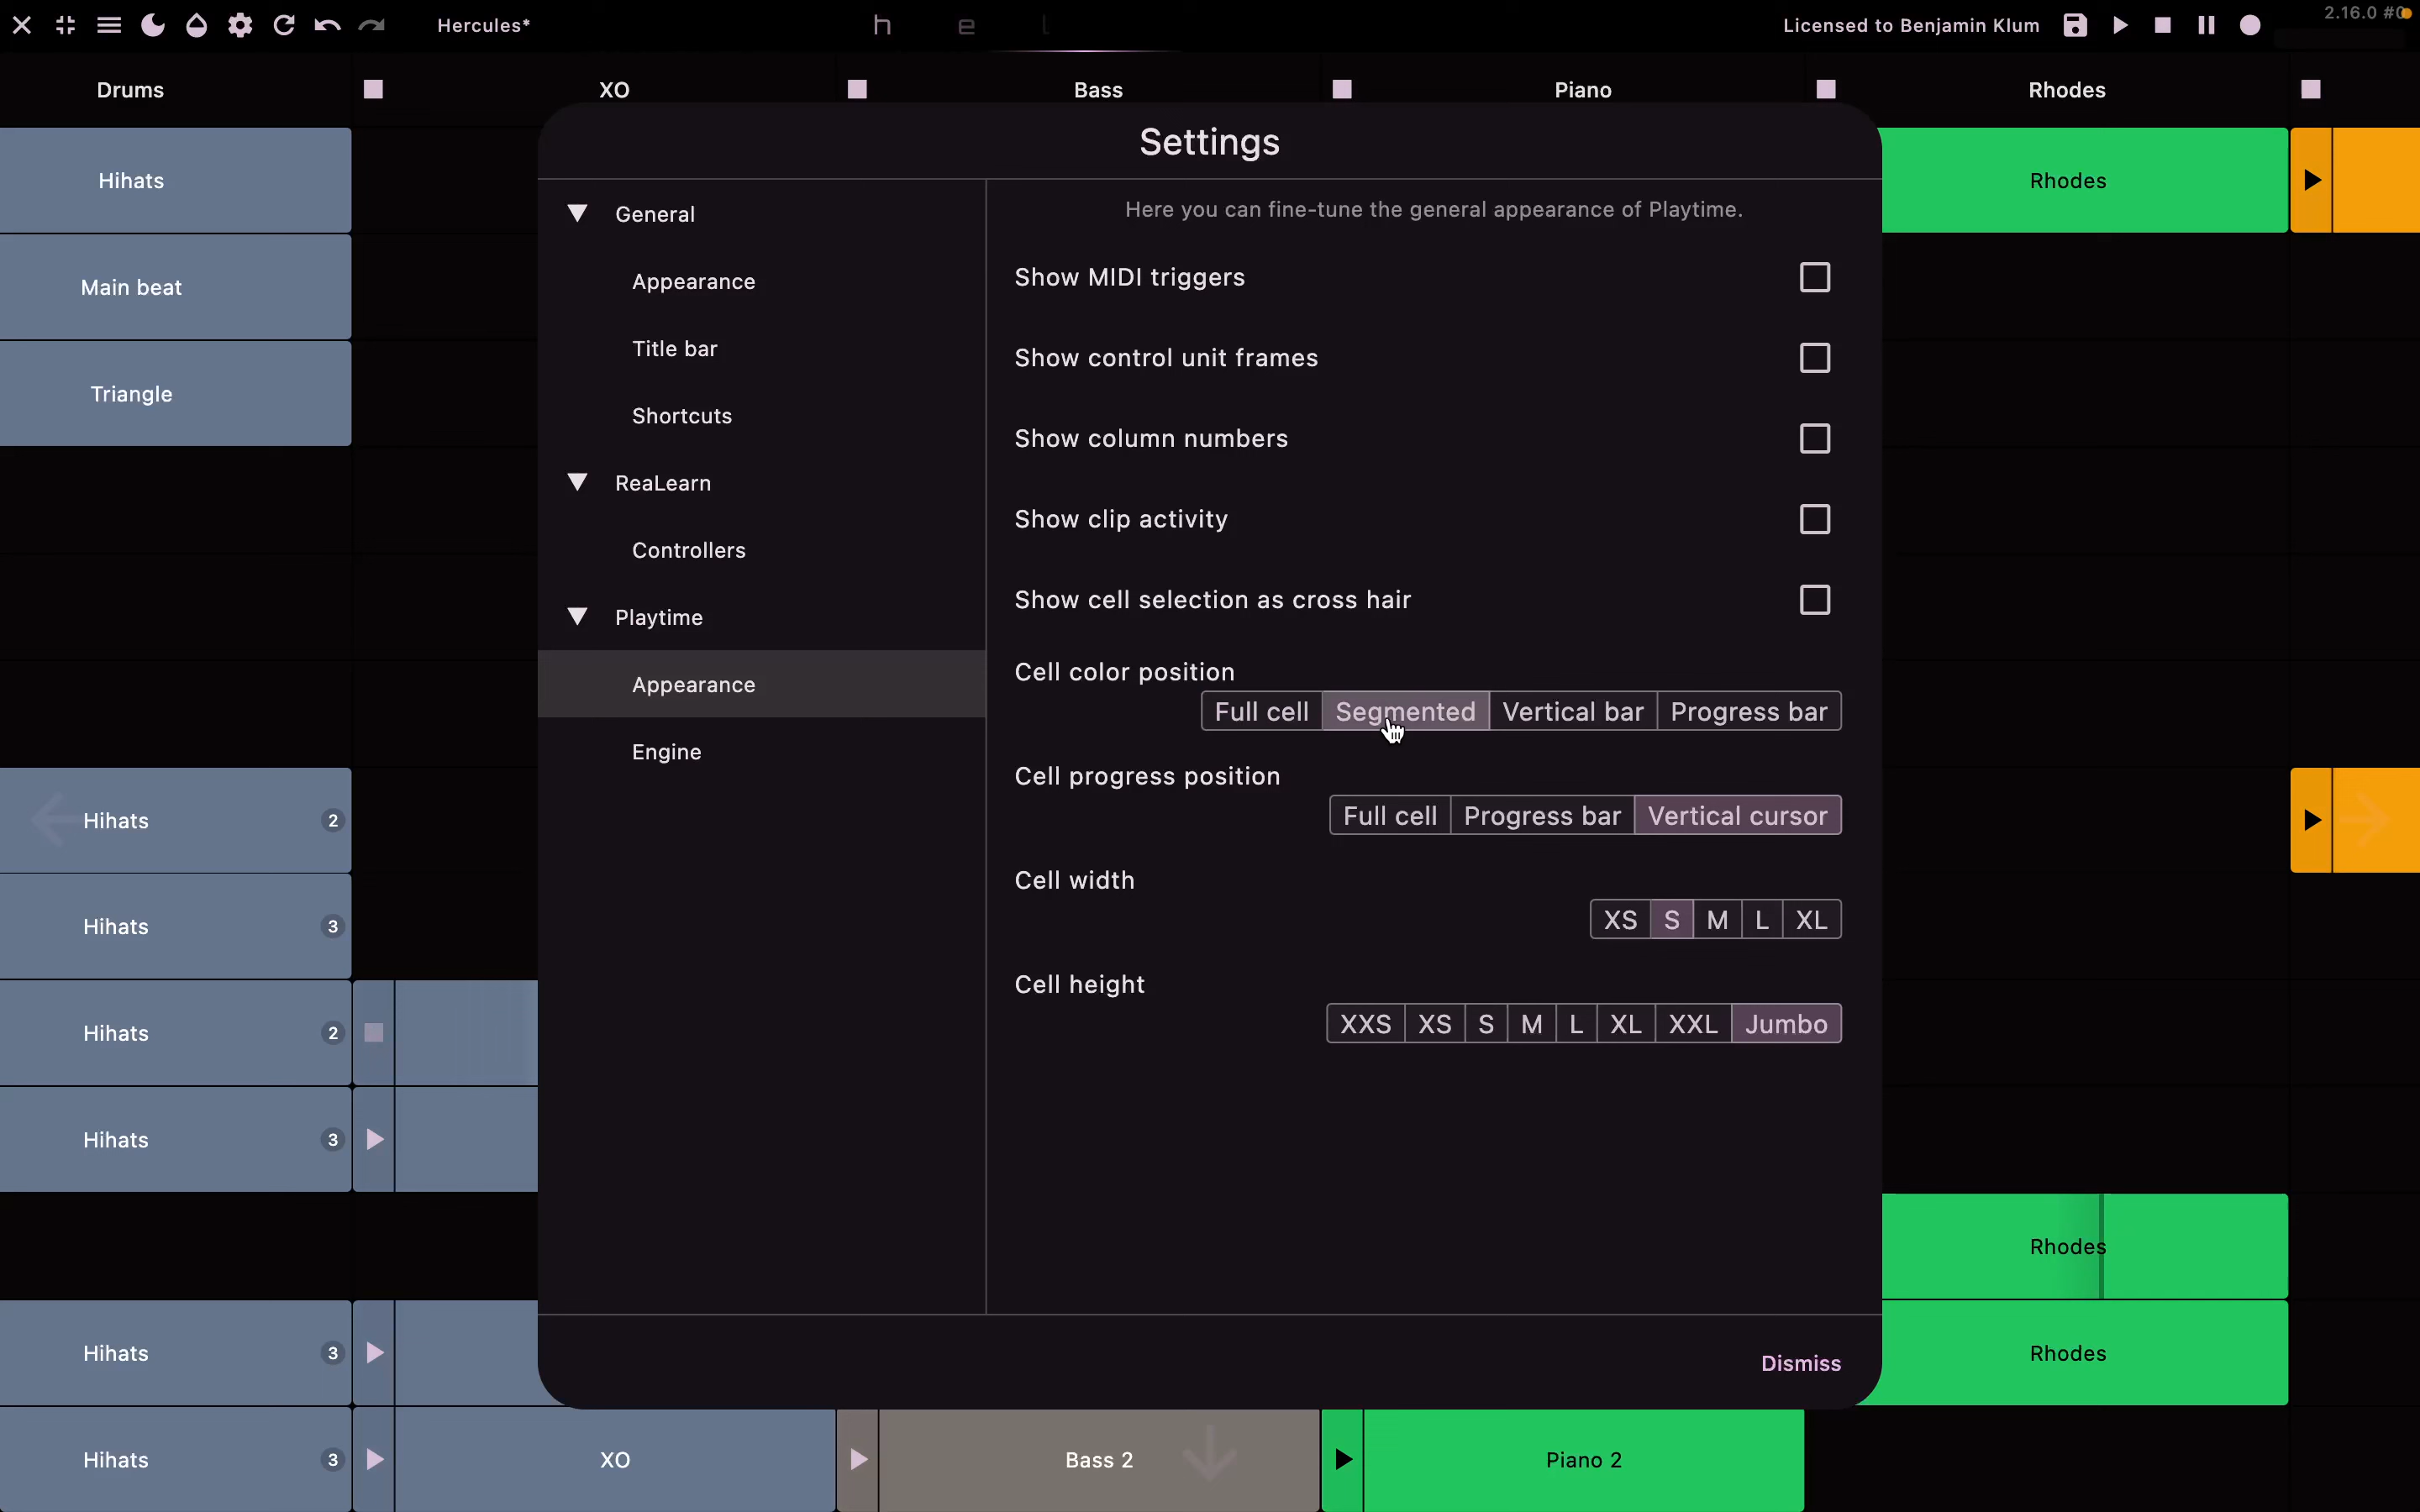 Hercules*
h e l
Licensed to Benjamin Klum
Drums XO Bass Piano Rhodes
Settings
General
Appearance
Title bar
Shortcuts
ReaLearn
Controllers
Playtime
Appearance
Engine
Here you can fine-tune the general appearance of Playtime.
Show MIDI triggers
Show control unit frames
Show column numbers
Show clip activity
Show cell selection as cross hair
Cell color position
Full cell Segmented Vertical bar Progress bar
Cell progress position
Full cell Progress bar Vertical cursor
Cell width
XS S M L XL
Cell height
XXS XS S M L XL XXL Jumbo
Dismiss
Hihats
Main beat
Triangle
Hihats 2
Hihats 3
Hihats 2
Hihats 3
Hihats 3
Hihats 3
XO
Bass 2
Piano 2
Rhodes
Rhodes
Rhodes
2.16.0